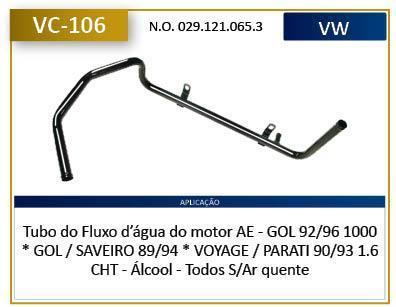 VC-106
N.O. 029.121.065.3
VW
APLICAÇÃO
Tubo do Fluxo d'água do motor AE - GOL 92/96 1000
* GOL / SAVEIRO 89/94 * VOYAGE / PARATI 90/93 1.6
CHT - Álcool - Todos S/Ar quente